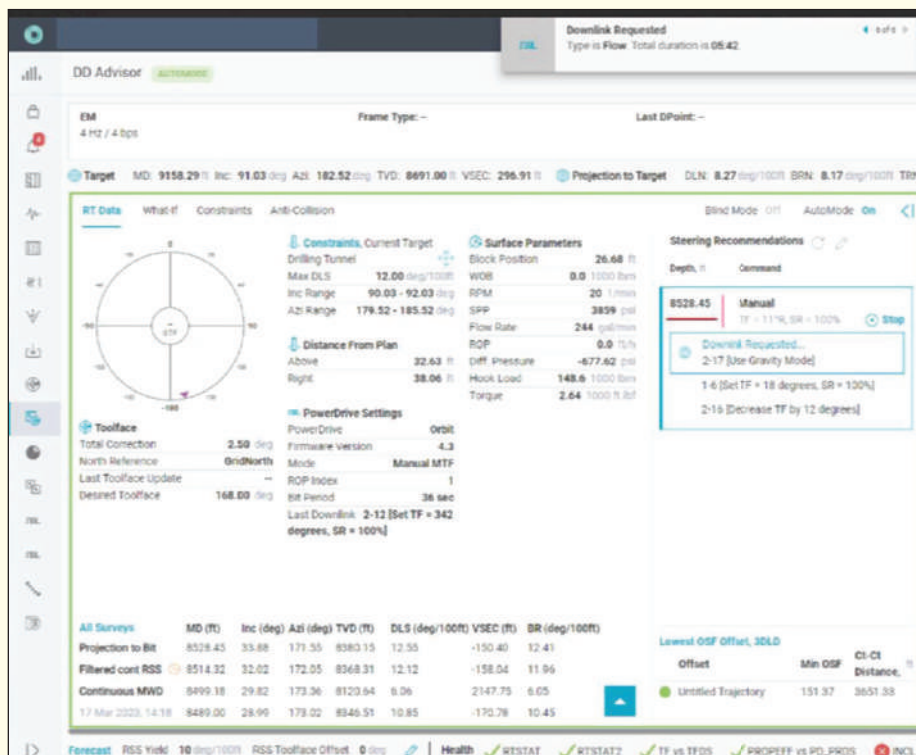 Downlink Requested
Type is Flow. Total duration is 05:42.
DD Advisor AUTOMODE
EM
4 Hz / 4 bps
Frame Type: --
Last DPoint: --
Target MD: 9158.29 ft Inc: 91.03 deg Azi: 182.52 deg TVD: 8691.00 ft VSEC: 296.91 ft Projection to Target DLN: 8.27 deg/100ft BRN: 8.17 deg/100ft TRN
RT Data What-If Constraints Anti-Collision Blind Mode Off AutoMode On
Constraints, Current Target
Drilling Tunnel
Max DLS 12.00 deg/100ft
Inc Range 90.03 - 92.03 deg
Azi Range 179.52 - 185.52 deg
Distance From Plan
Above 32.63 ft
Right 38.06 ft
PowerDrive Settings
PowerDrive Orbit
Firmware Version 4.3
Mode Manual MTF
ROP Index 1
Bit Period 36 sec
Last Downlink 2-12 [Set TF = 342
degrees, SR = 100%]
Surface Parameters
Block Position 26.68 ft
WOB 0.0 1000 lbm
RPM 20 1/min
SPP 3859 psi
Flow Rate 244 gal/min
ROP 0.0 ft/h
Diff. Pressure -677.62 psi
Hook Load 148.6 1000 lbm
Torque 2.64 1000 ft lbf
Toolface
Total Correction 2.50 deg
North Reference GridNorth
Last Toolface Update --
Desired Toolface 168.00 deg
Steering Recommendations
Depth, ft Command
8528.45 Manual
TF = 11°R, SR = 100% Stop
Downlink Requested...
2-17 [Use Gravity Mode]
1-6 [Set TF = 18 degrees, SR = 100%]
2-16 [Decrease TF by 12 degrees]
All Surveys MD (ft) Inc (deg) Azi (deg) TVD (ft) DLS (deg/100ft) VSEC (ft) BR (deg/100ft)
Projection to Bit 8528.45 33.88 171.55 8380.15 12.55 -150.40 12.41
Filtered cont RSS 8514.32 32.02 172.05 8368.31 12.12 -158.04 11.96
Continuous MWD 8499.18 29.82 173.36 8120.64 6.06 2147.75 6.05
17 Mar 2023, 14:18 8489.00 28.99 173.02 8346.51 10.85 -170.78 10.45
Lowest OSF Offset, 3DLD
Offset Min OSF Ct-Ct
Distance, ft
Untitled Trajectory 151.37 3651.33
Forecast RSS Yield 10 deg/100ft RSS Toolface Offset 0 deg Health RTSTAT RTSTAT2 TF vs TFDS PROPEFF vs PD_PROS INCL